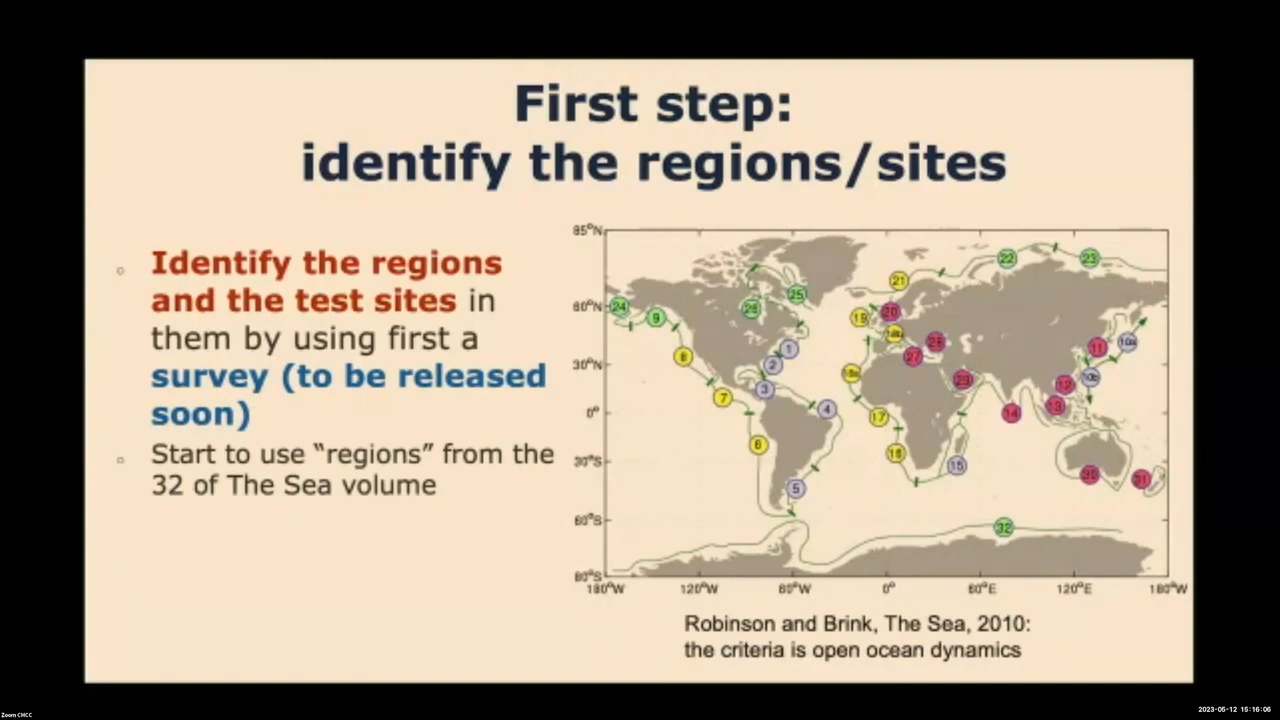 First step:
identify the regions/sites
Identify the regions
and the test sites in
them by using first a
survey (to be released
soon)
Start to use “regions” from the
32 of The Sea volume
85°N
60°N
30°N
0°
30°S
60°S
80°S
180°W
120°W
60°W
0°
60°E
120°E
180°W
22
23
21
25
24
26
9
19
20
1
8
2
27
11
10a
3
7
12
10b
4
17
14
13
6
16
15
5
30
31
32
Robinson and Brink, The Sea, 2010:
the criteria is open ocean dynamics
Zoom CMCC
2023-05-12 15:16:06